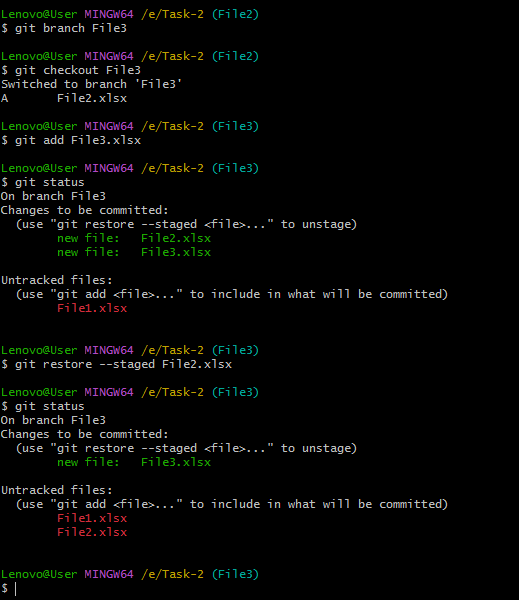 Lenovo@User MINGW64 /e/Task-2 (File2)
$ git branch File3
Lenovo@User MINGW64 /e/Task-2 (File2)
$ git checkout File3
Switched to branch 'File3'
A       File2.xlsx
Lenovo@User MINGW64 /e/Task-2 (File3)
$ git add File3.xlsx
Lenovo@User MINGW64 /e/Task-2 (File3)
$ git status
On branch File3
Changes to be committed:
  (use "git restore --staged <file>..." to unstage)
        new file:   File2.xlsx
        new file:   File3.xlsx
Untracked files:
  (use "git add <file>..." to include in what will be committed)
        File1.xlsx
Lenovo@User MINGW64 /e/Task-2 (File3)
$ git restore --staged File2.xlsx
Lenovo@User MINGW64 /e/Task-2 (File3)
$ git status
On branch File3
Changes to be committed:
  (use "git restore --staged <file>..." to unstage)
        new file:   File3.xlsx
Untracked files:
  (use "git add <file>..." to include in what will be committed)
        File1.xlsx
        File2.xlsx
Lenovo@User MINGW64 /e/Task-2 (File3)
$